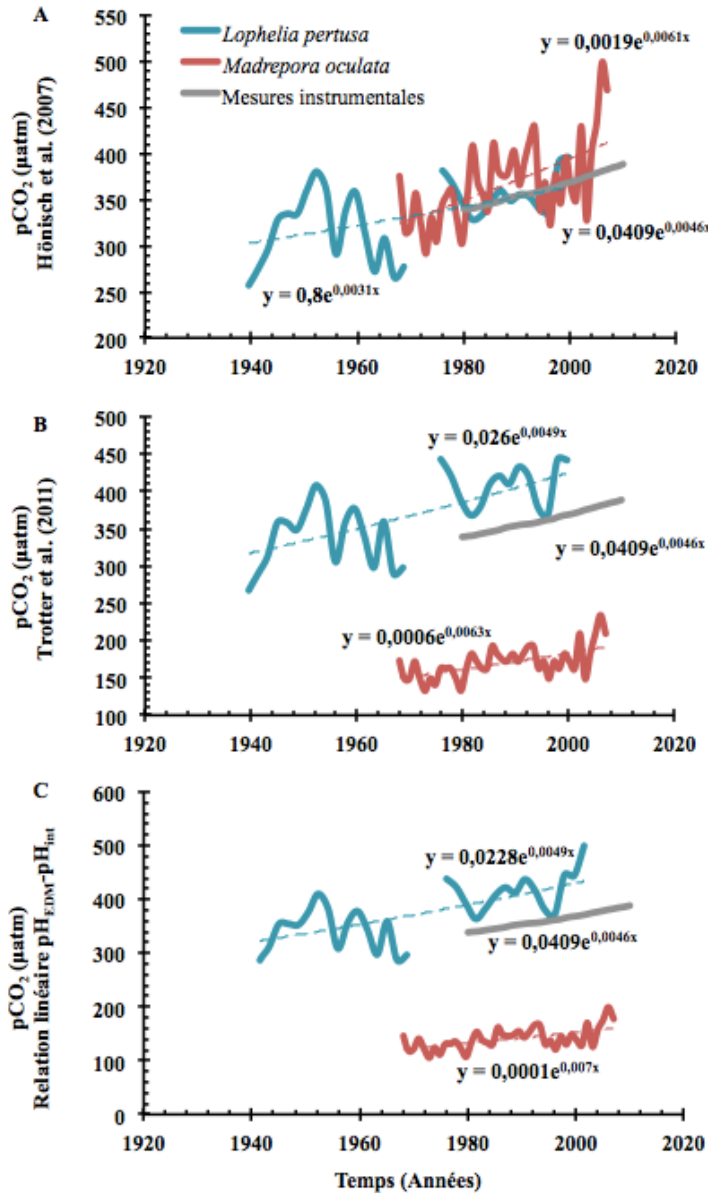 A
450
Lophelia pertusa
Madrepora oculata
Mesures instrumentales
y = 0,0019e^0,0061x
550
500
450
400
350
300
250
200
pCO₂ (µatm)
Hönisch et al. (2007)
y = 0,8e^0,0031x
y = 0,0409e^0,0046x
1920 1940 1960 1980 2000 2020
B
500
450
400
350
300
250
200
150
100
pCO₂ (µatm)
Trotter et al. (2011)
y = 0,026e^0,0049x
y = 0,0409e^0,0046x
y = 0,0006e^0,0063x
1920 1940 1960 1980 2000 2020
C
600
500
400
300
200
100
0
pCO₂ (µatm)
Relation linéaire pH_EDM-pH_int
y = 0,0228e^0,0049x
y = 0,0409e^0,0046x
y = 0,0001e^0,007x
1920 1940 1960 1980 2000 2020
Temps (Années)